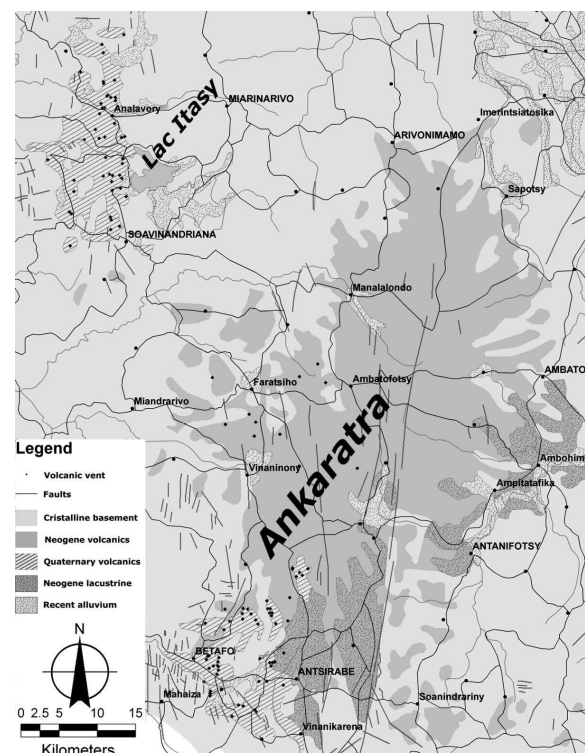 Analavory
MIARINARIVO
Lac Itasy
Imerintsiatosika
ARIVONIMAMO
Sapotsy
SOAVINANDRIANA
Manalalondo
Faratsiho
Ambatofotsy
AMBATO
Miandrarivo
Ankaratra
Vinaninony
Ambohim
Ampitatafika
ANTANIFOTSY
BETAFO
ANTSIRABE
Mahaiza
Soanindrariny
Vinanikarena
Legend
Volcanic vent
Faults
Cristalline basement
Neogene volcanics
Quaternary volcanics
Neogene lacustrine
Recent alluvium
N
0 2.5 5 10 15
Kilometers